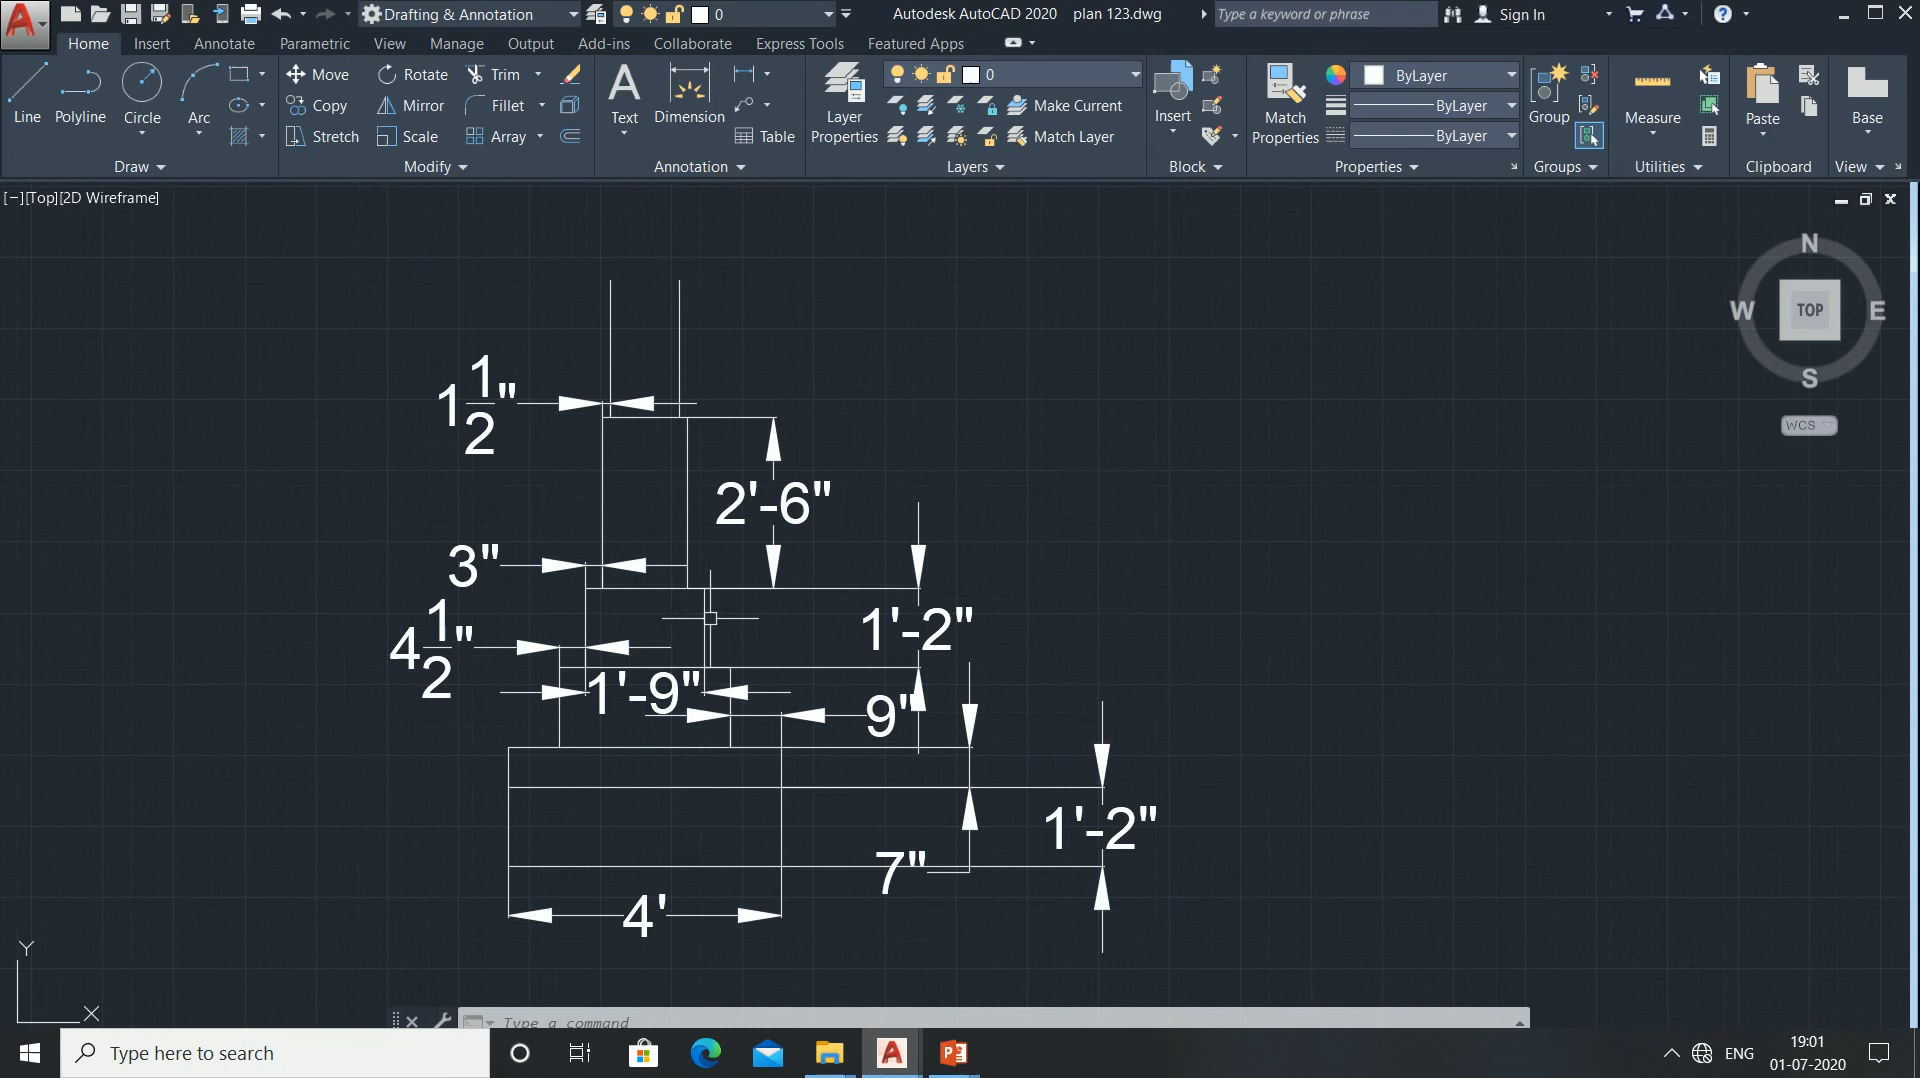 Drafting & Annotation 0 Autodesk AutoCAD 2020 plan 123.dwg Type a keyword or phrase Sign In
Home Insert Annotate Parametric View Manage Output Add-ins Collaborate Express Tools Featured Apps
Move Rotate Trim 0 ByLayer
Copy Mirror Fillet Make Current ByLayer
Line Polyline Circle Arc Text Dimension Layer Properties Insert Match Properties Group Measure Paste Base
Stretch Scale Array Table Match Layer ByLayer
Draw Modify Annotation Layers Block Properties Groups Utilities Clipboard View
[−][Top][2D Wireframe]
N
W TOP E
S
WCS
1 1/2"
2'-6"
3"
1'-2"
4 1/2"
1'-9"
9"
1'-2"
7"
4'
Y
X
Type a command
Type here to search
ENG
19:01
01-07-2020